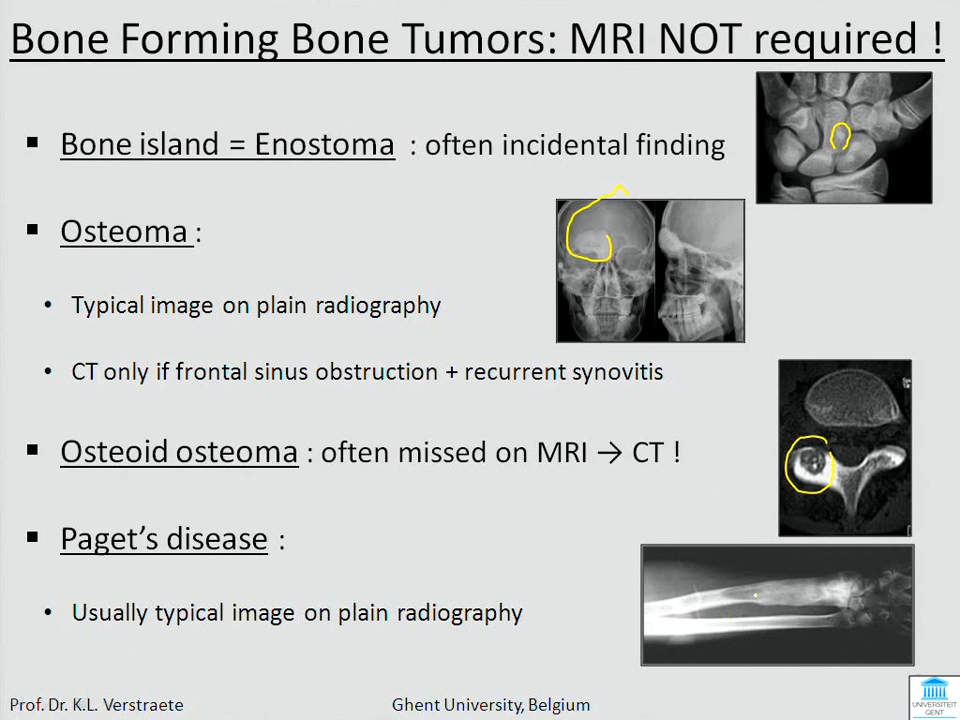 Bone Forming Bone Tumors: MRI NOT required !
▪ Bone island = Enostoma : often incidental finding
▪ Osteoma :
• Typical image on plain radiography
• CT only if frontal sinus obstruction + recurrent synovitis
▪ Osteoid osteoma : often missed on MRI → CT !
▪ Paget’s disease :
• Usually typical image on plain radiography
Prof. Dr. K.L. Verstraete
Ghent University, Belgium
UNIVERSITEIT
GENT